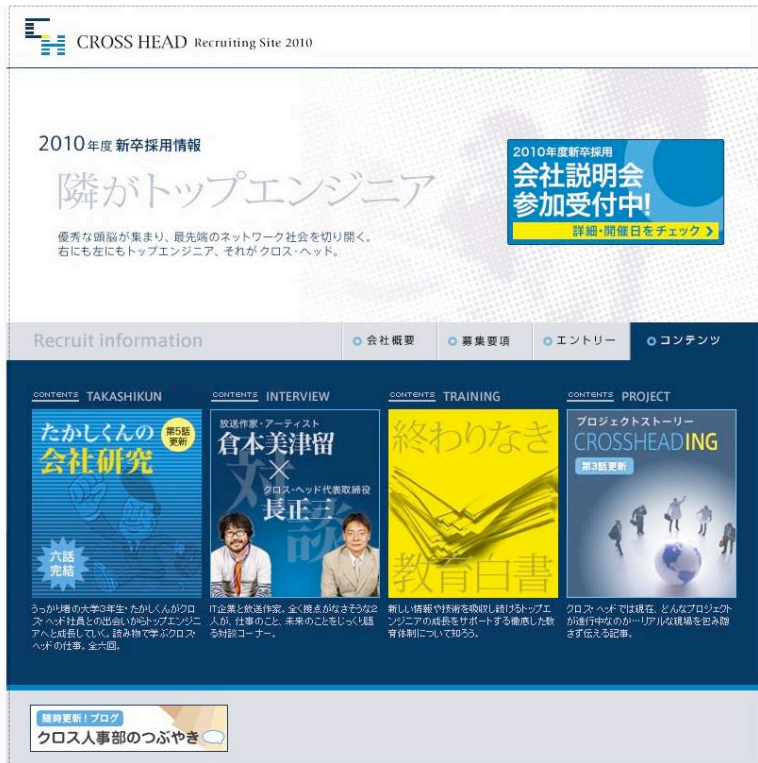 CROSS HEAD Recruiting Site 2010
2010年度 新卒採用情報
隣がトップエンジニア
優秀な頭脳が集まり、最先端のネットワーク社会を切り開く。
右にも左にもトップエンジニア、それがクロス・ヘッド。
2010年度新卒採用
会社説明会
参加受付中!
詳細・開催日をチェック
Recruit information
会社概要
募集要項
エントリー
コンテンツ
CONTENTS TAKASHIKUN
たかしくんの
会社研究
第5話
更新
六話
完結
うっかり者の大学3年生・たかしくんがクロ
ス・ヘッド社員との出会いからトップエンジニ
アへと成長していく。読み物で学ぶクロス・
ヘッドの仕事。全六回。
CONTENTS INTERVIEW
放送作家・アーティスト
倉本美津留
×
クロス・ヘッド代表取締役
長正三
対談
IT企業と放送作家。全く接点がなさそうな2
人が、仕事のこと、未来のことをじっくり語
る対談コーナー。
CONTENTS TRAINING
終わりなき
教育白書
新しい情報や技術を吸収し続けるトップエ
ンジニアの成長をサポートする徹底した教
育体制について知ろう。
CONTENTS PROJECT
プロジェクトストーリー
CROSSHEADING
第3話更新
クロス・ヘッドでは現在、どんなプロジェクト
が進行中なのか…リアルな現場を包み隠
さず伝える記事。
随時更新!ブログ
クロス人事部のつぶやき